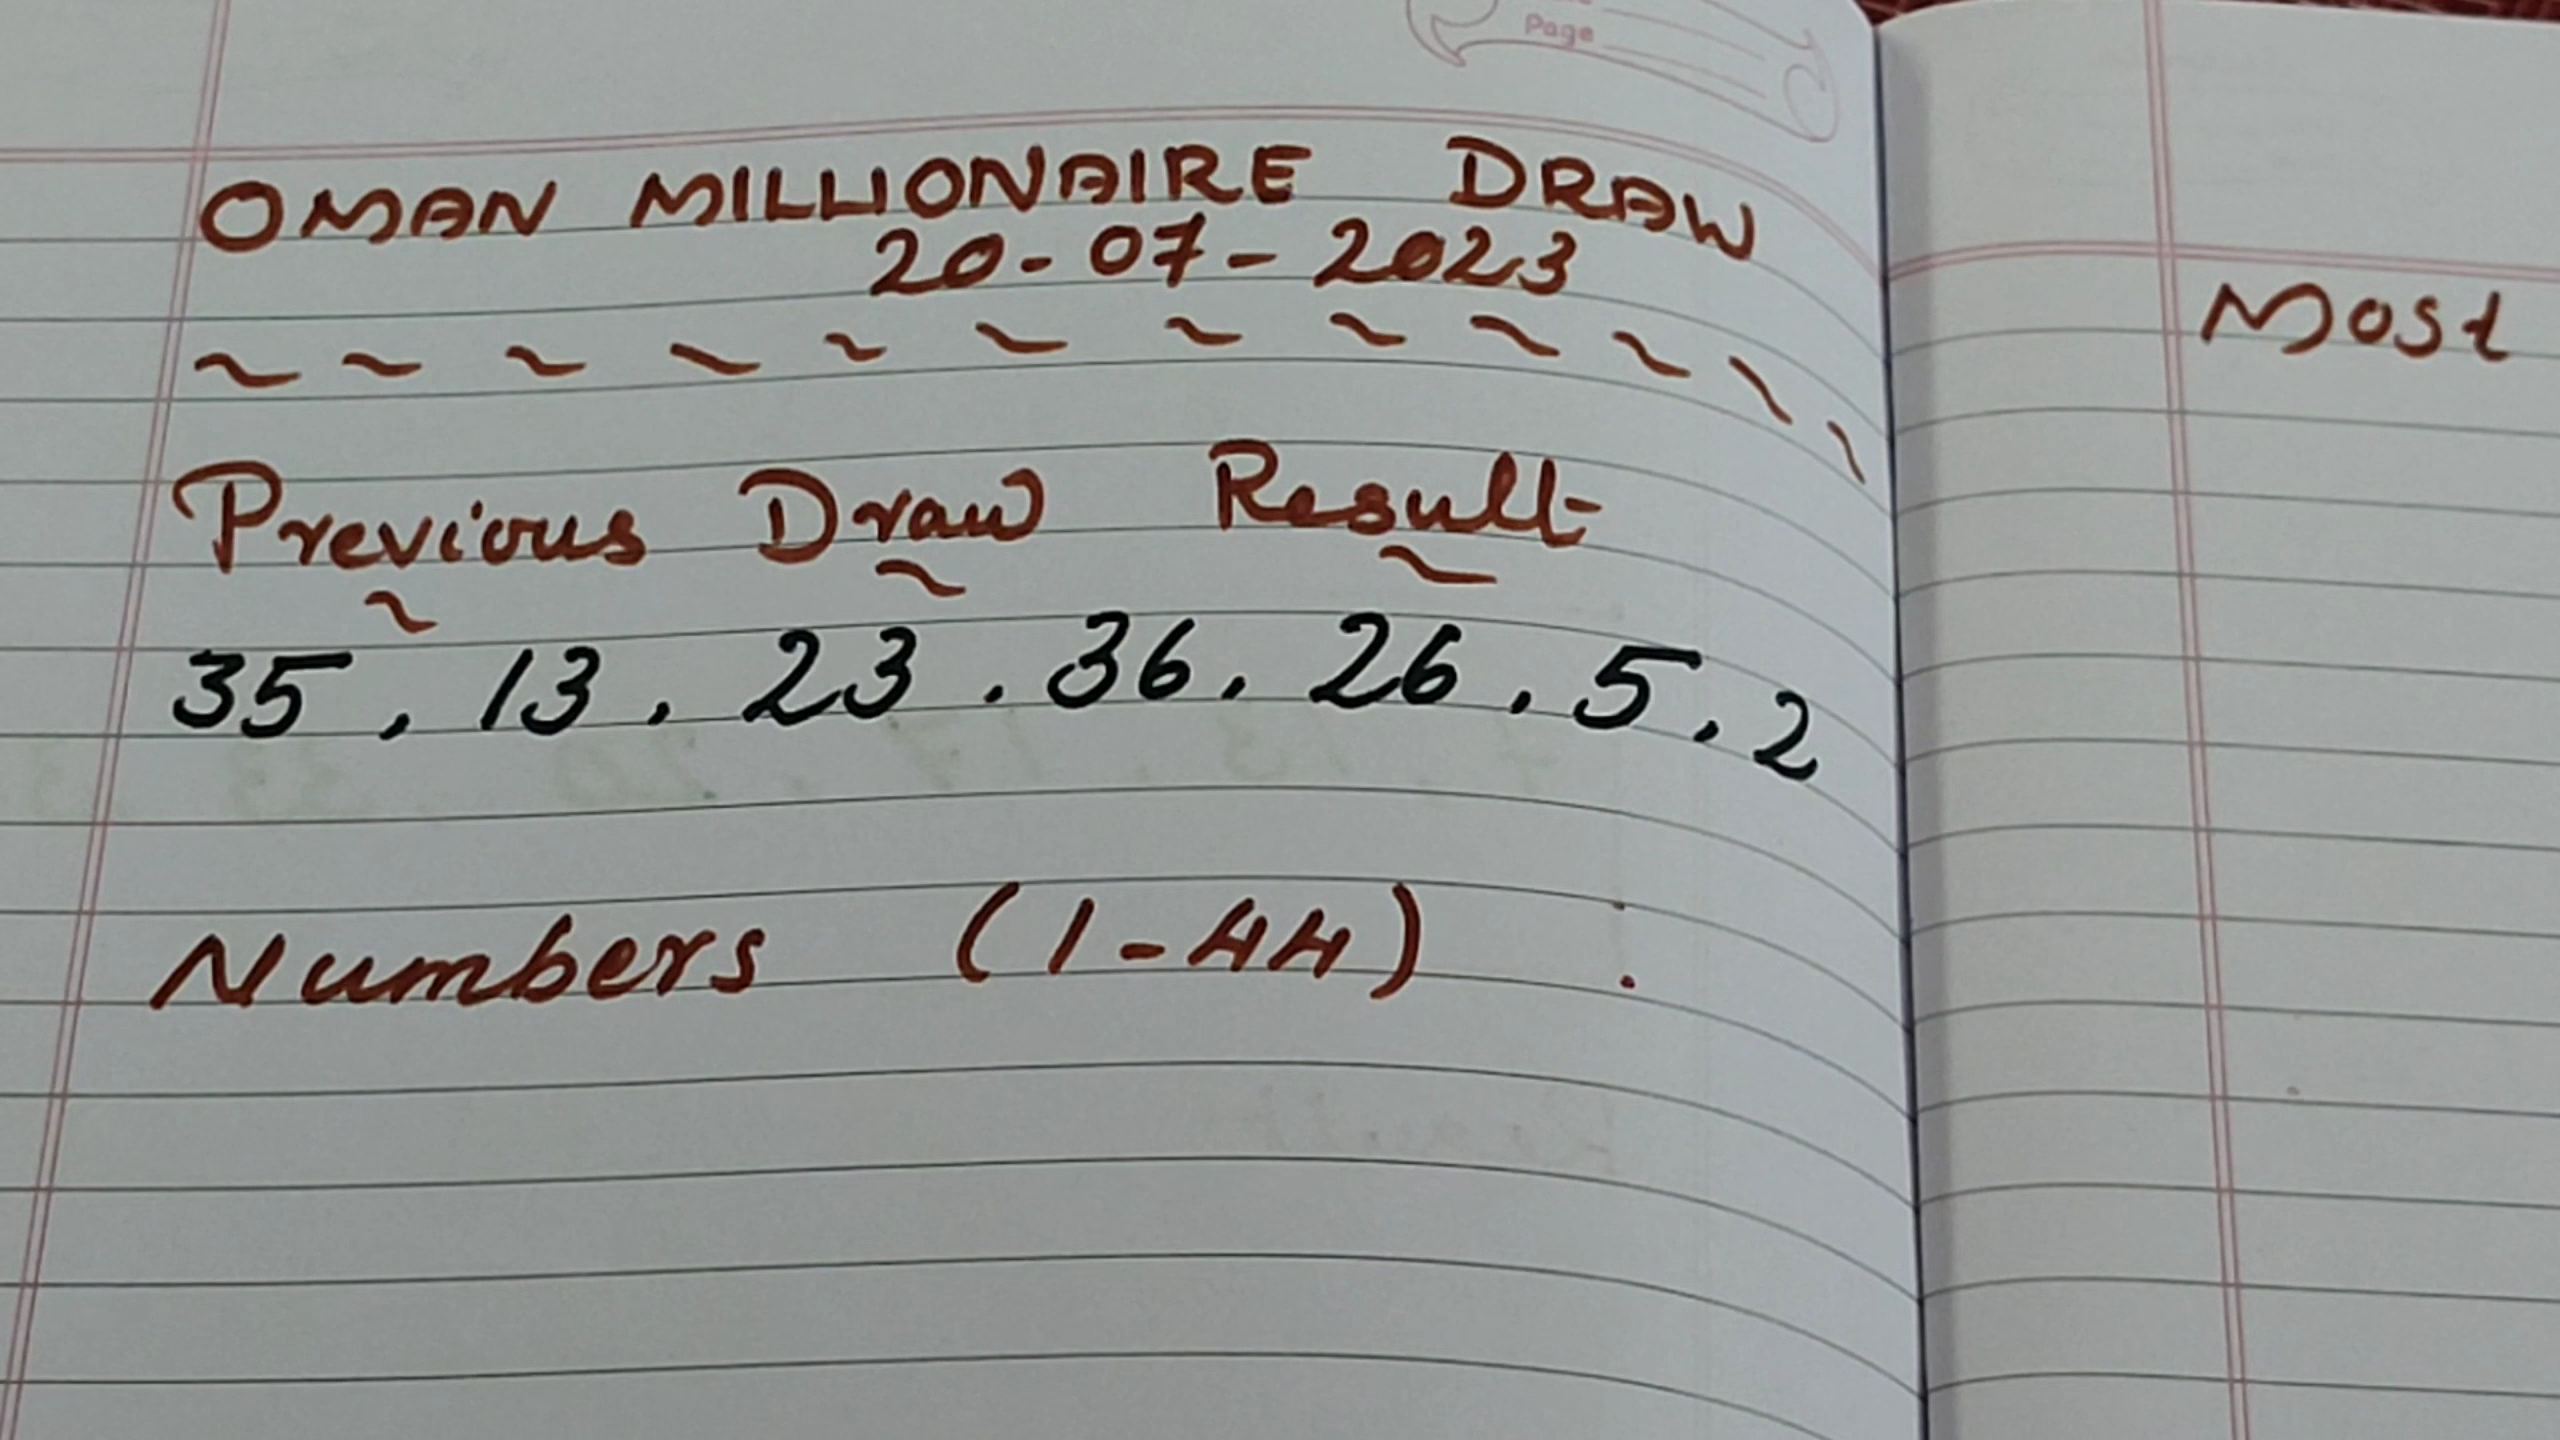 Page
OMAN MILLIONAIRE DRAW
20-07-2023
~ ~ ~ ~ ~ ~ ~ ~ ~ ~ ~ ~
Previous Draw Result
~ ~ ~
35, 13, 23, 36, 26, 5, 2
Numbers (1-44) :
Most